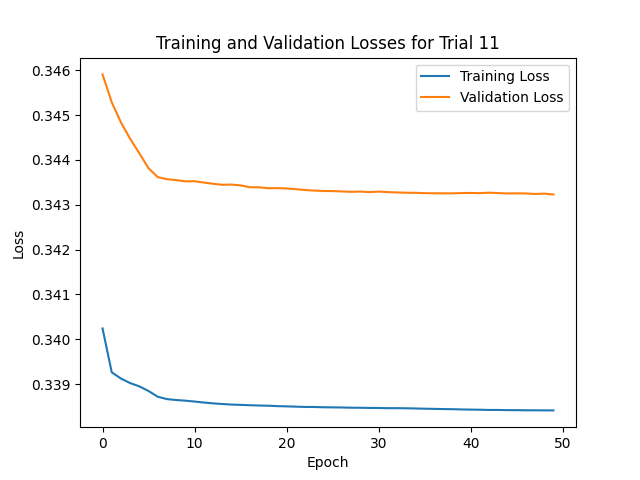 Training and Validation Losses for Trial 11
Training Loss
Validation Loss
0.346
0.345
0.344
0.343
0.342
0.341
0.340
0.339
Loss
0
10
20
30
40
50
Epoch